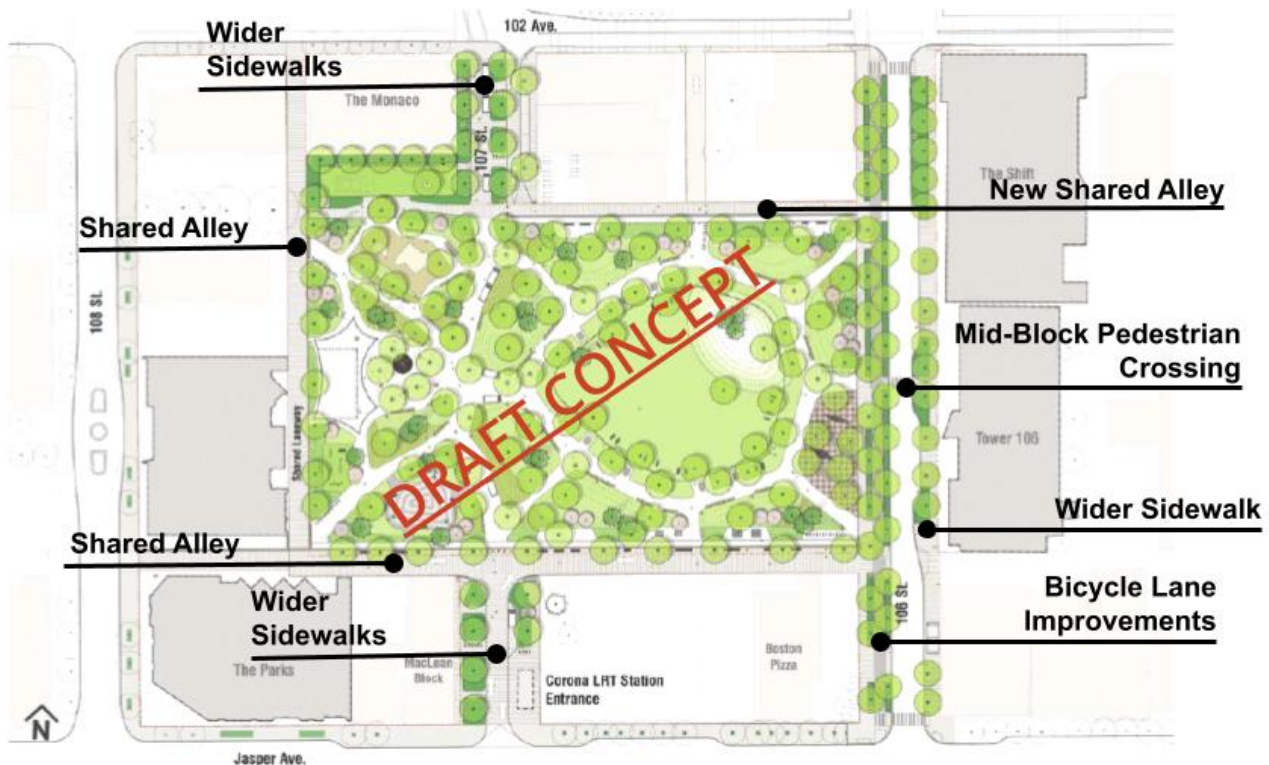 102 Ave.
Wider
Sidewalks
The Monaco
107 St.
The Shift
New Shared Alley
Shared Alley
108 St.
DRAFT CONCEPT
Mid-Block Pedestrian
Crossing
Shared Laneway
Tower 106
Wider Sidewalk
Shared Alley
Wider
Sidewalks
106 St.
Bicycle Lane
Improvements
The Parks
MacLean
Block
Boston
Pizza
Corona LRT Station
Entrance
N
Jasper Ave.